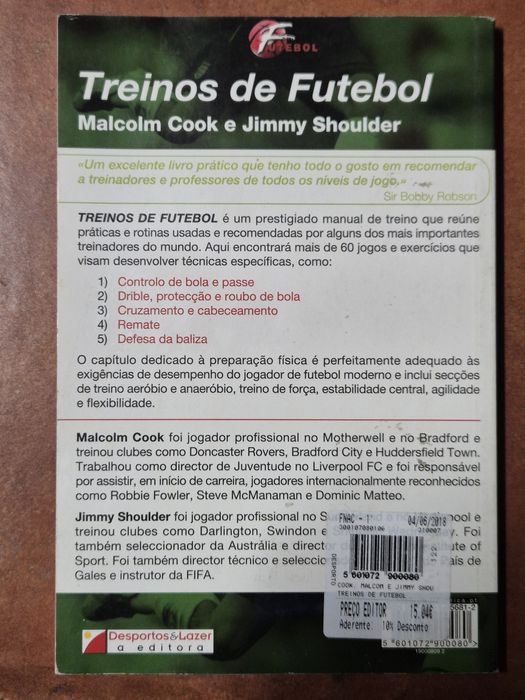 FUTEBOL
Treinos de Futebol
Malcolm Cook e Jimmy Shoulder
«Um excelente livro prático que tenho todo o gosto em recomendar
a treinadores e professores de todos os níveis de jogo.»
Sir Bobby Robson
TREINOS DE FUTEBOL é um prestigiado manual de treino que reúne
práticas e rotinas usadas e recomendadas por alguns dos mais importantes
treinadores do mundo. Aqui encontrará mais de 60 jogos e exercícios que
visam desenvolver técnicas específicas, como:
1) Controlo de bola e passe
2) Drible, protecção e roubo de bola
3) Cruzamento e cabeceamento
4) Remate
5) Defesa da baliza
O capítulo dedicado à preparação física é perfeitamente adequado às
exigências de desempenho do jogador de futebol moderno e inclui secções
de treino aeróbio e anaeróbio, treino de força, estabilidade central, agilidade
e flexibilidade.
Malcolm Cook foi jogador profissional no Motherwell e no Bradford e
treinou clubes como Doncaster Rovers, Bradford City e Huddersfield Town.
Trabalhou como director de Juventude no Liverpool FC e foi responsável
por assistir, em início de carreira, jogadores internacionalmente reconhecidos
como Robbie Fowler, Steve McManaman e Dominic Matteo.
Jimmy Shoulder foi jogador profissional no
treinou clubes como Darlington, Swindon e
também seleccionador da Austrália e director
Sport. Foi também director técnico e
Gales e instrutor da FIFA.
FNAC - 1 04/06/2018
DESPORTO
5 601072 900080
COOK, MALCOM E JIMMY SHOU
TREINOS DE FUTEBOL
PREÇO EDITOR 15.04€
Aderente: 10% Desconto
5 601072 900080 >
Desportos&Lazer
a editora